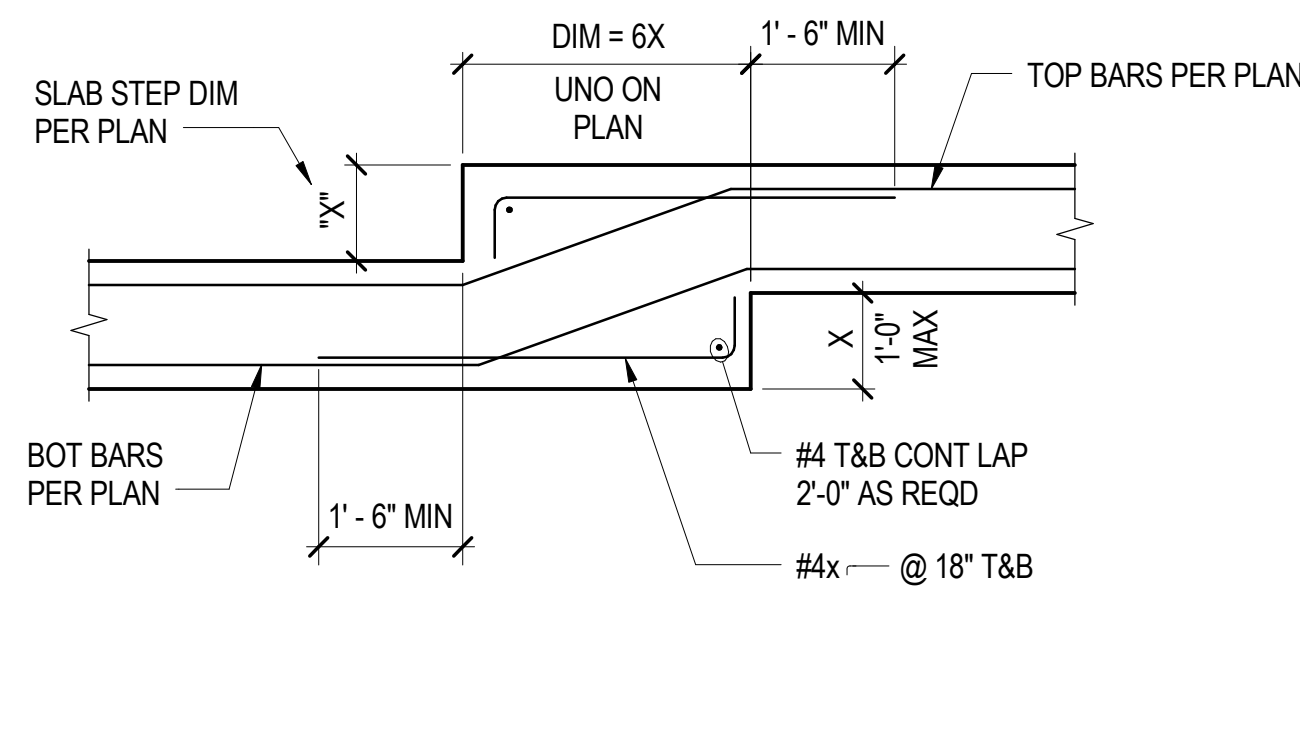 DIM = 6X
UNO ON
PLAN
1' - 6" MIN
TOP BARS PER PLAN
SLAB STEP DIM
PER PLAN
"X"
X
1'-0"
MAX
BOT BARS
PER PLAN
1' - 6" MIN
#4 T&B CONT LAP
2'-0" AS REQD
#4x @ 18" T&B